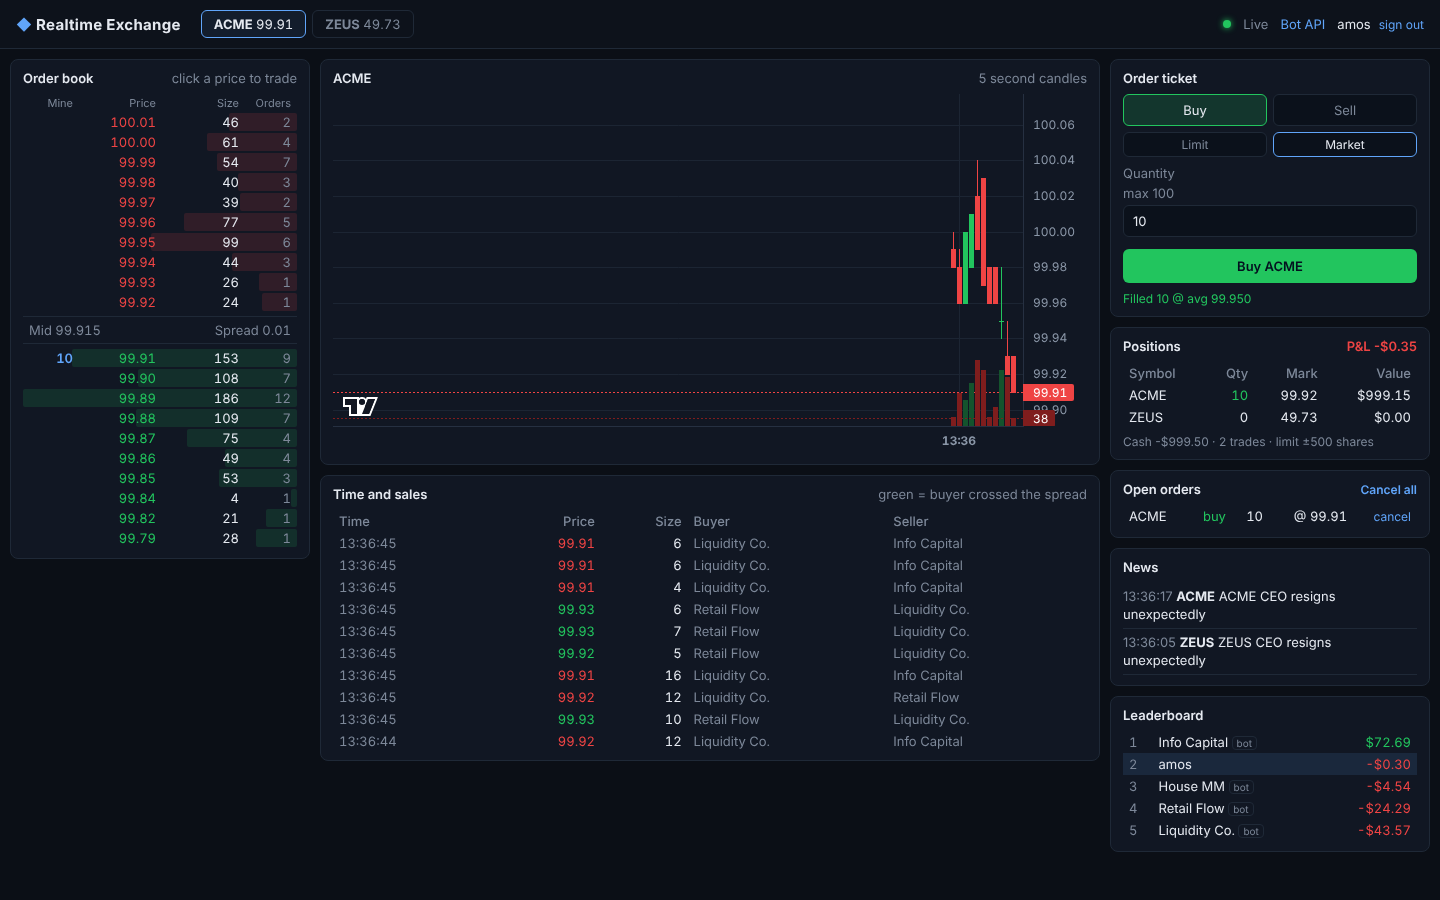 Realtime Exchange ACME 99.91 ZEUS 49.73 Live Bot API amos sign out
Order book click a price to trade
Mine Price Size Orders
100.01 46 2
100.00 61 4
99.99 54 7
99.98 40 3
99.97 39 2
99.96 77 5
99.95 99 6
99.94 44 3
99.93 26 1
99.92 24 1
Mid 99.915 Spread 0.01
10 99.91 153 9
99.90 108 7
99.89 186 12
99.88 109 7
99.87 75 4
99.86 49 4
99.85 53 3
99.84 4 1
99.82 21 1
99.79 28 1
ACME 5 second candles
100.06
100.04
100.02
100.00
99.98
99.96
99.94
99.92
99.91
99.90
38
13:36
Time and sales green = buyer crossed the spread
Time Price Size Buyer Seller
13:36:45 99.91 6 Liquidity Co. Info Capital
13:36:45 99.91 6 Liquidity Co. Info Capital
13:36:45 99.91 4 Liquidity Co. Info Capital
13:36:45 99.93 6 Retail Flow Liquidity Co.
13:36:45 99.93 7 Retail Flow Liquidity Co.
13:36:45 99.92 5 Retail Flow Liquidity Co.
13:36:45 99.91 16 Liquidity Co. Info Capital
13:36:45 99.92 12 Liquidity Co. Retail Flow
13:36:45 99.93 10 Retail Flow Liquidity Co.
13:36:44 99.92 12 Liquidity Co. Info Capital
Order ticket
Buy Sell
Limit Market
Quantity
max 100
10
Buy ACME
Filled 10 @ avg 99.950
Positions P&L -$0.35
Symbol Qty Mark Value
ACME 10 99.92 $999.15
ZEUS 0 49.73 $0.00
Cash -$999.50 · 2 trades · limit ±500 shares
Open orders Cancel all
ACME buy 10 @ 99.91 cancel
News
13:36:17 ACME ACME CEO resigns
unexpectedly
13:36:05 ZEUS ZEUS CEO resigns
unexpectedly
Leaderboard
1 Info Capital bot $72.69
2 amos -$0.30
3 House MM bot -$4.54
4 Retail Flow bot -$24.29
5 Liquidity Co. bot -$43.57